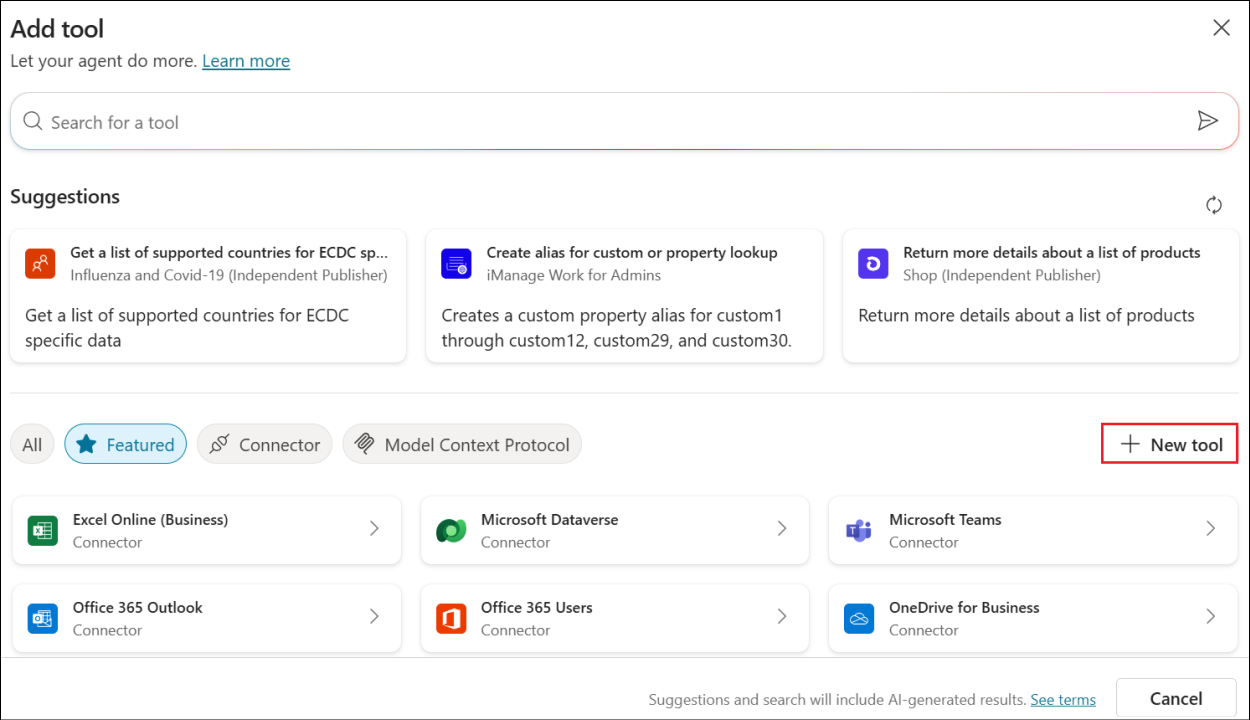 Add tool
Let your agent do more. Learn more
Search for a tool
Suggestions
Get a list of supported countries for ECDC sp...
Influenza and Covid-19 (Independent Publisher)
Get a list of supported countries for ECDC
specific data
Create alias for custom or property lookup
iManage Work for Admins
Creates a custom property alias for custom1
through custom12, custom29, and custom30.
Return more details about a list of products
Shop (Independent Publisher)
Return more details about a list of products
All
Featured
Connector
Model Context Protocol
New tool
Excel Online (Business)
Connector
Microsoft Dataverse
Connector
Microsoft Teams
Connector
Office 365 Outlook
Connector
Office 365 Users
Connector
OneDrive for Business
Connector
Suggestions and search will include AI-generated results. See terms
Cancel